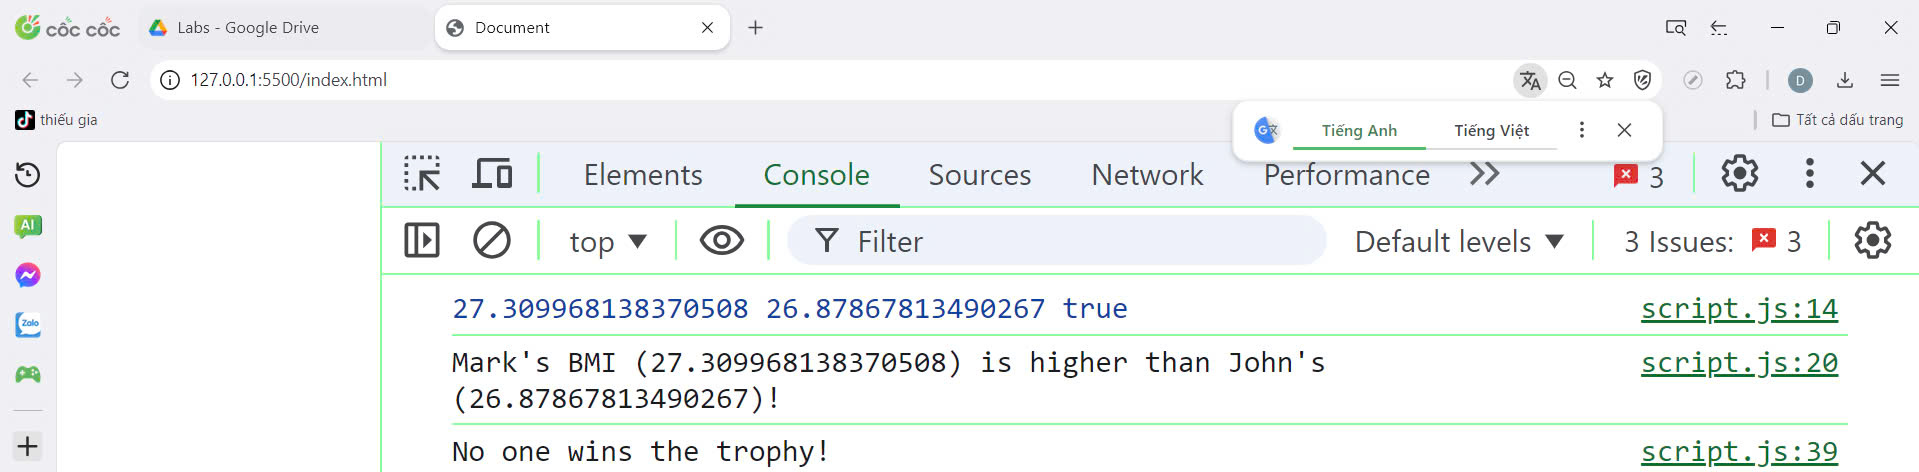 cốc cốc
Labs - Google Drive
Document
127.0.0.1:5500/index.html
D
thiếu gia
Tiếng Anh
Tiếng Việt
Tất cả dấu trang
AI
Zalo
Elements
Console
Sources
Network
Performance
3
top
Filter
Default levels
3 Issues:
3
27.309968138370508 26.87867813490267 true
script.js:14
Mark's BMI (27.309968138370508) is higher than John's
script.js:20
(26.87867813490267)!
No one wins the trophy!
script.js:39